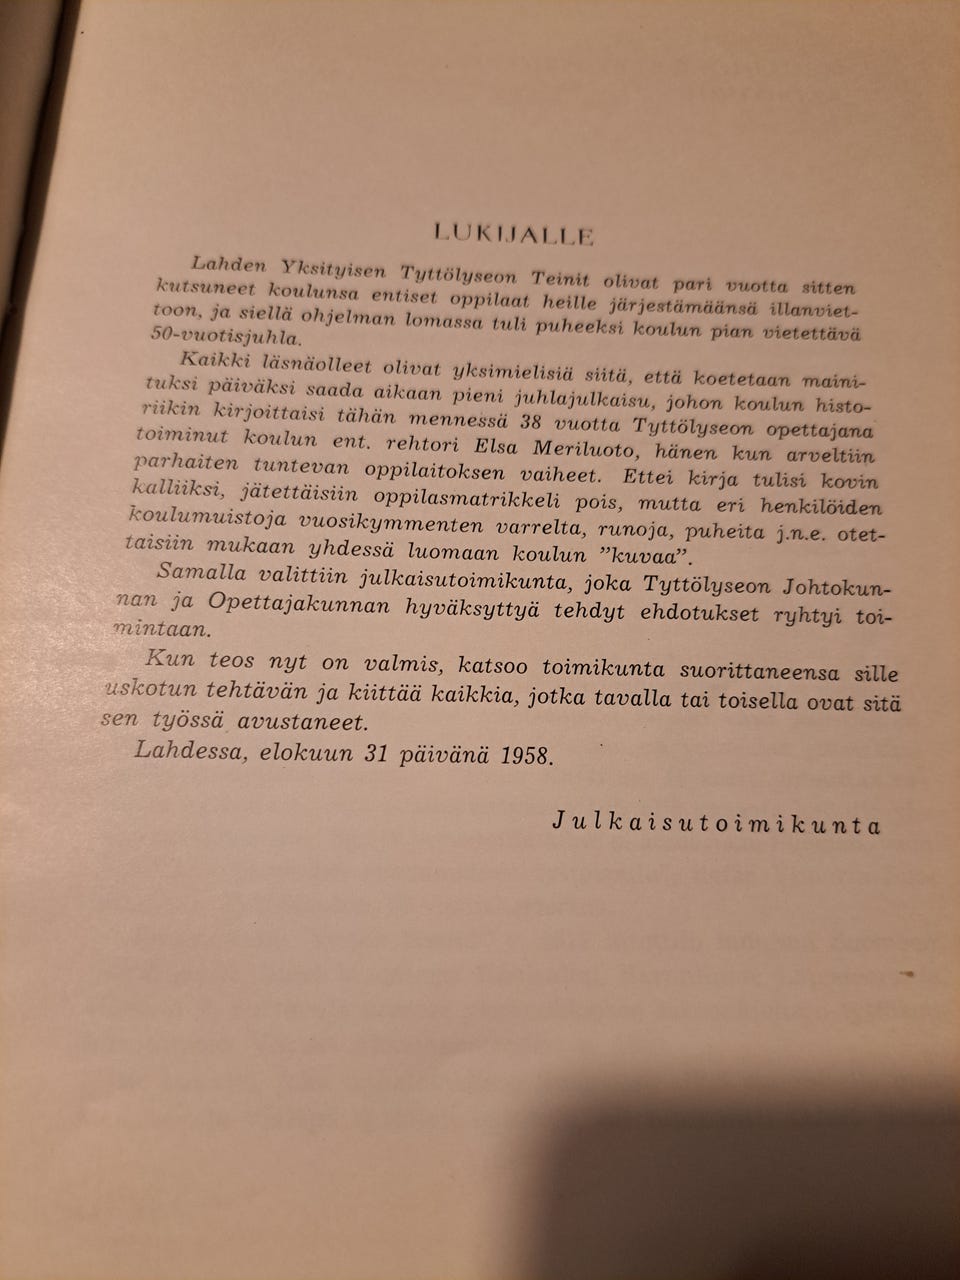 LUKIJALLE
Lahden Yksityisen Tyttölyseon Teinit olivat pari vuotta sitten
kutsuneet koulunsa entiset oppilaat heille järjestämäänsä illanviet-
toon, ja siellä ohjelman lomassa tuli puheeksi koulun pian vietettävä
50-vuotisjuhla.
Kaikki läsnäolleet olivat yksimielisiä siitä, että koetetaan maini-
tuksi päiväksi saada aikaan pieni juhlajulkaisu, johon koulun histo-
riikin kirjoittaisi tähän mennessä 38 vuotta Tyttölyseon opettajana
toiminut koulun ent. rehtori Elsa Meriluoto, hänen kun arveltiin
parhaiten tuntevan oppilaitoksen vaiheet. Ettei kirja tulisi kovin
kalliiksi, jätettäisiin oppilasmatrikkeli pois, mutta eri henkilöiden
koulumuistoja vuosikymmenten varrelta, runoja, puheita j.n.e. otet-
taisiin mukaan yhdessä luomaan koulun ”kuvaa”.
Samalla valittiin julkaisutoimikunta, joka Tyttölyseon Johtokun-
nan ja Opettajakunnan hyväksyttyä tehdyt ehdotukset ryhtyi toi-
mintaan.
Kun teos nyt on valmis, katsoo toimikunta suorittaneensa sille
uskotun tehtävän ja kiittää kaikkia, jotka tavalla tai toisella ovat sitä
sen työssä avustaneet.
Lahdessa, elokuun 31 päivänä 1958.
Julkaisutoimikunta